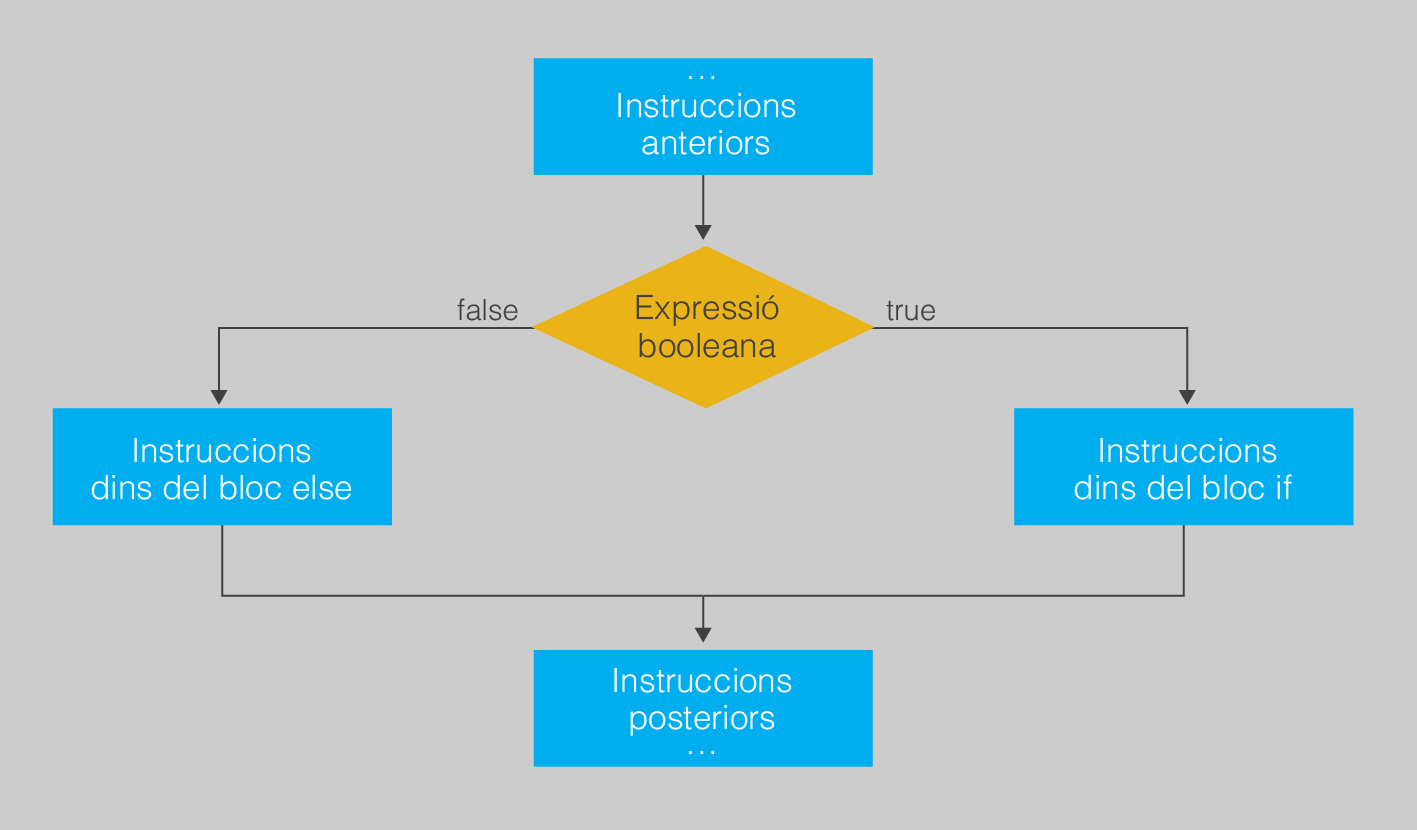 ...
Instruccions
anteriors
false
Expressió
booleana
true
Instruccions
dins del bloc else
Instruccions
dins del bloc if
Instruccions
posteriors
...